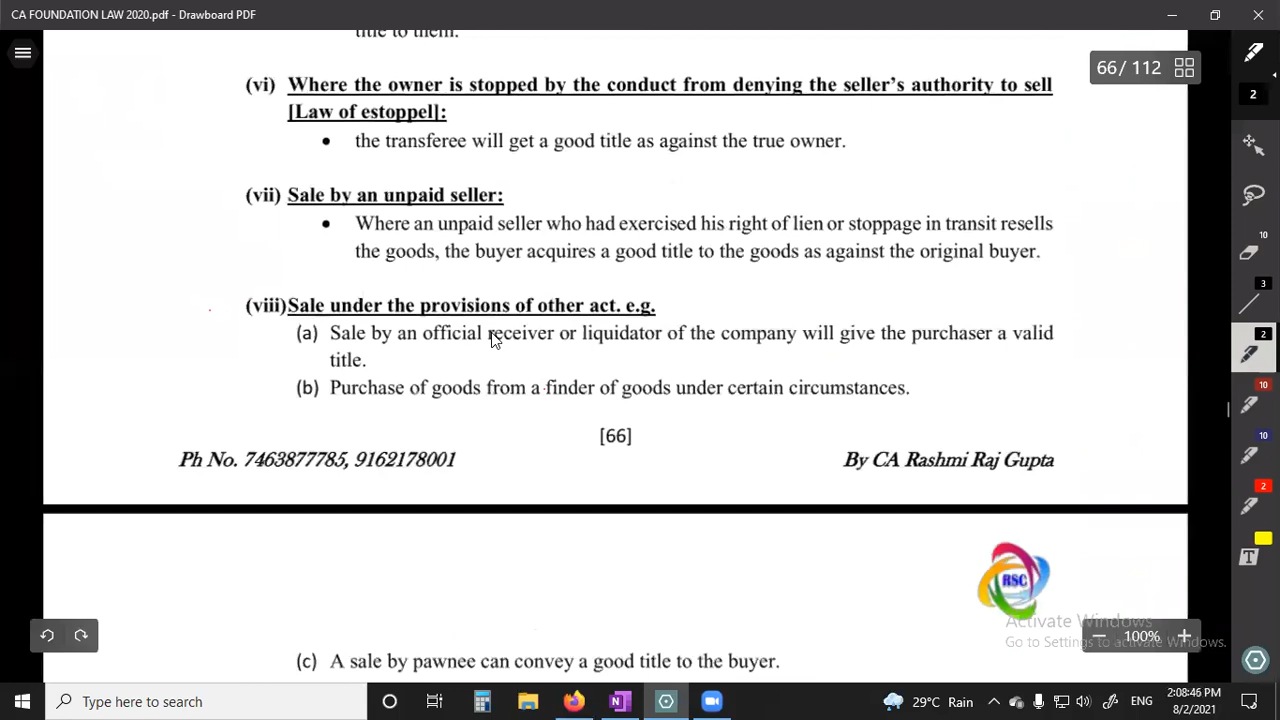 CA FOUNDATION LAW 2020.pdf - Drawboard PDF
title to them.
66 / 112
(vi) Where the owner is stopped by the conduct from denying the seller's authority to sell
[Law of estoppel]:
• the transferee will get a good title as against the true owner.
(vii) Sale by an unpaid seller:
• Where an unpaid seller who had exercised his right of lien or stoppage in transit resells
the goods, the buyer acquires a good title to the goods as against the original buyer.
(viii) Sale under the provisions of other act. e.g.
(a) Sale by an official receiver or liquidator of the company will give the purchaser a valid
title.
(b) Purchase of goods from a finder of goods under certain circumstances.
[66]
Ph No. 7463877785, 9162178001 By CA Rashmi Raj Gupta
RSC
(c) A sale by pawnee can convey a good title to the buyer.
Activate Windows
Go to Settings to activate Windows.
100%
2
10
3
2
10
10
2
T
Type here to search
29°C Rain
ENG
2:08:46 PM
8/2/2021